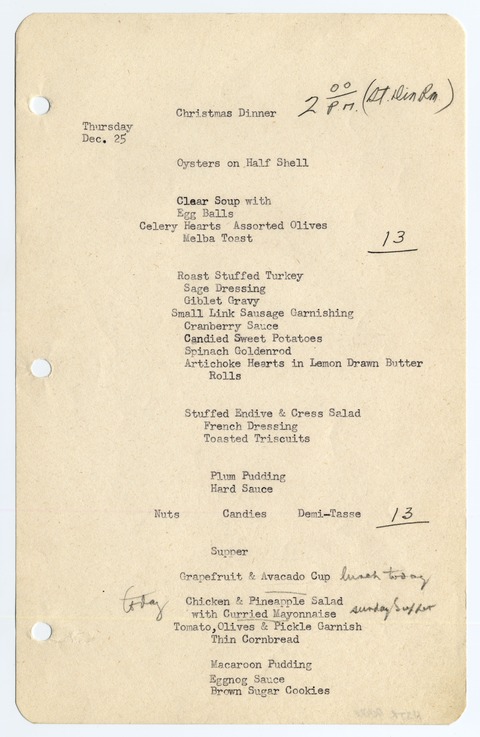 2 00 P.M. (St. Din Rm.)
Christmas Dinner
Thursday
Dec. 25
Oysters on Half Shell
Clear Soup with
Egg Balls
Celery Hearts Assorted Olives
Melba Toast
13
Roast Stuffed Turkey
Sage Dressing
Giblet Gravy
Small Link Sausage Garnishing
Cranberry Sauce
Candied Sweet Potatoes
Spinach Goldenrod
Artichoke Hearts in Lemon Drawn Butter
Rolls
Stuffed Endive & Cress Salad
French Dressing
Toasted Triscuits
Plum Pudding
Hard Sauce
Nuts Candies Demi-Tasse 13
Supper
Grapefruit & Avacado Cup lunch today
today Chicken & Pineapple Salad
with Curried Mayonnaise Sunday Supper
Tomato,Olives & Pickle Garnish
Thin Cornbread
Macaroon Pudding
Eggnog Sauce
Brown Sugar Cookies